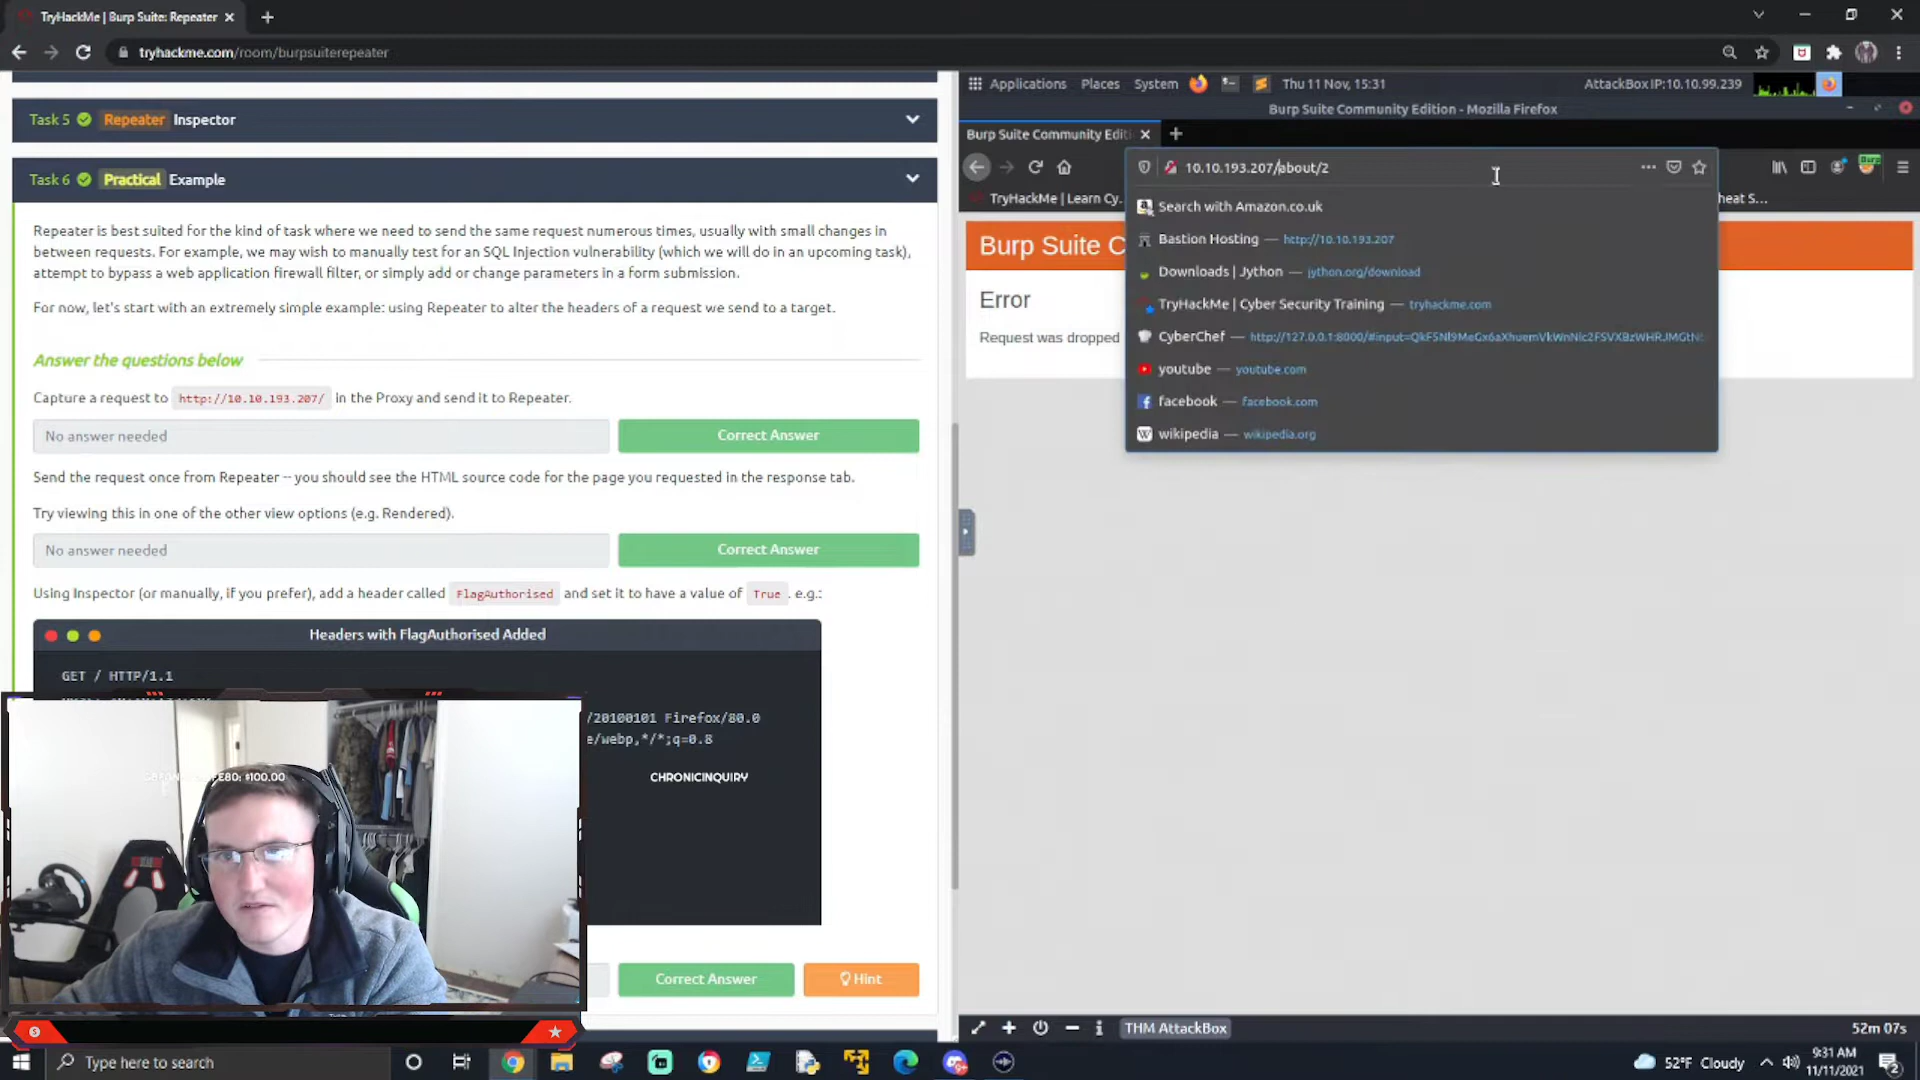 TryHackMe | Burp Suite: Repeater
tryhackme.com/room/burpsuiterepeater
Task 5 Repeater Inspector
Task 6 Practical Example
Repeater is best suited for the kind of task where we need to send the same request numerous times, usually with small changes in
between requests. For example, we may wish to manually test for an SQL Injection vulnerability (which we will do in an upcoming task),
attempt to bypass a web application firewall filter, or simply add or change parameters in a form submission.
For now, let's start with an extremely simple example: using Repeater to alter the headers of a request we send to a target.
Answer the questions below
Capture a request to http://10.10.193.207/ in the Proxy and send it to Repeater.
No answer needed
Correct Answer
Send the request once from Repeater -- you should see the HTML source code for the page you requested in the response tab.
Try viewing this in one of the other view options (e.g. Rendered).
No answer needed
Correct Answer
Using Inspector (or manually, if you prefer), add a header called FlagAuthorised and set it to have a value of True . e.g.:
Headers with FlagAuthorised Added
GET / HTTP/1.1
/20100101 Firefox/80.0
e/webp,*/*;q=0.8
$100.00
CHRONICINQUIRY
Correct Answer
Hint
Applications Places System Thu 11 Nov, 15:31 AttackBox IP:10.10.99.239
Burp Suite Community Edition - Mozilla Firefox
Burp Suite Community Edit
10.10.193.207/about/2
Burp
TryHackMe | Learn Cy...
heat S...
Search with Amazon.co.uk
Bastion Hosting — http://10.10.193.207
Downloads | Jython — jython.org/download
TryHackMe | Cyber Security Training — tryhackme.com
CyberChef
youtube — youtube.com
facebook — facebook.com
wikipedia — wikipedia.org
Burp Suite C
Error
Request was dropped
THM AttackBox
52m 07s
Type here to search
52°F Cloudy
9:31 AM
11/11/2021
2